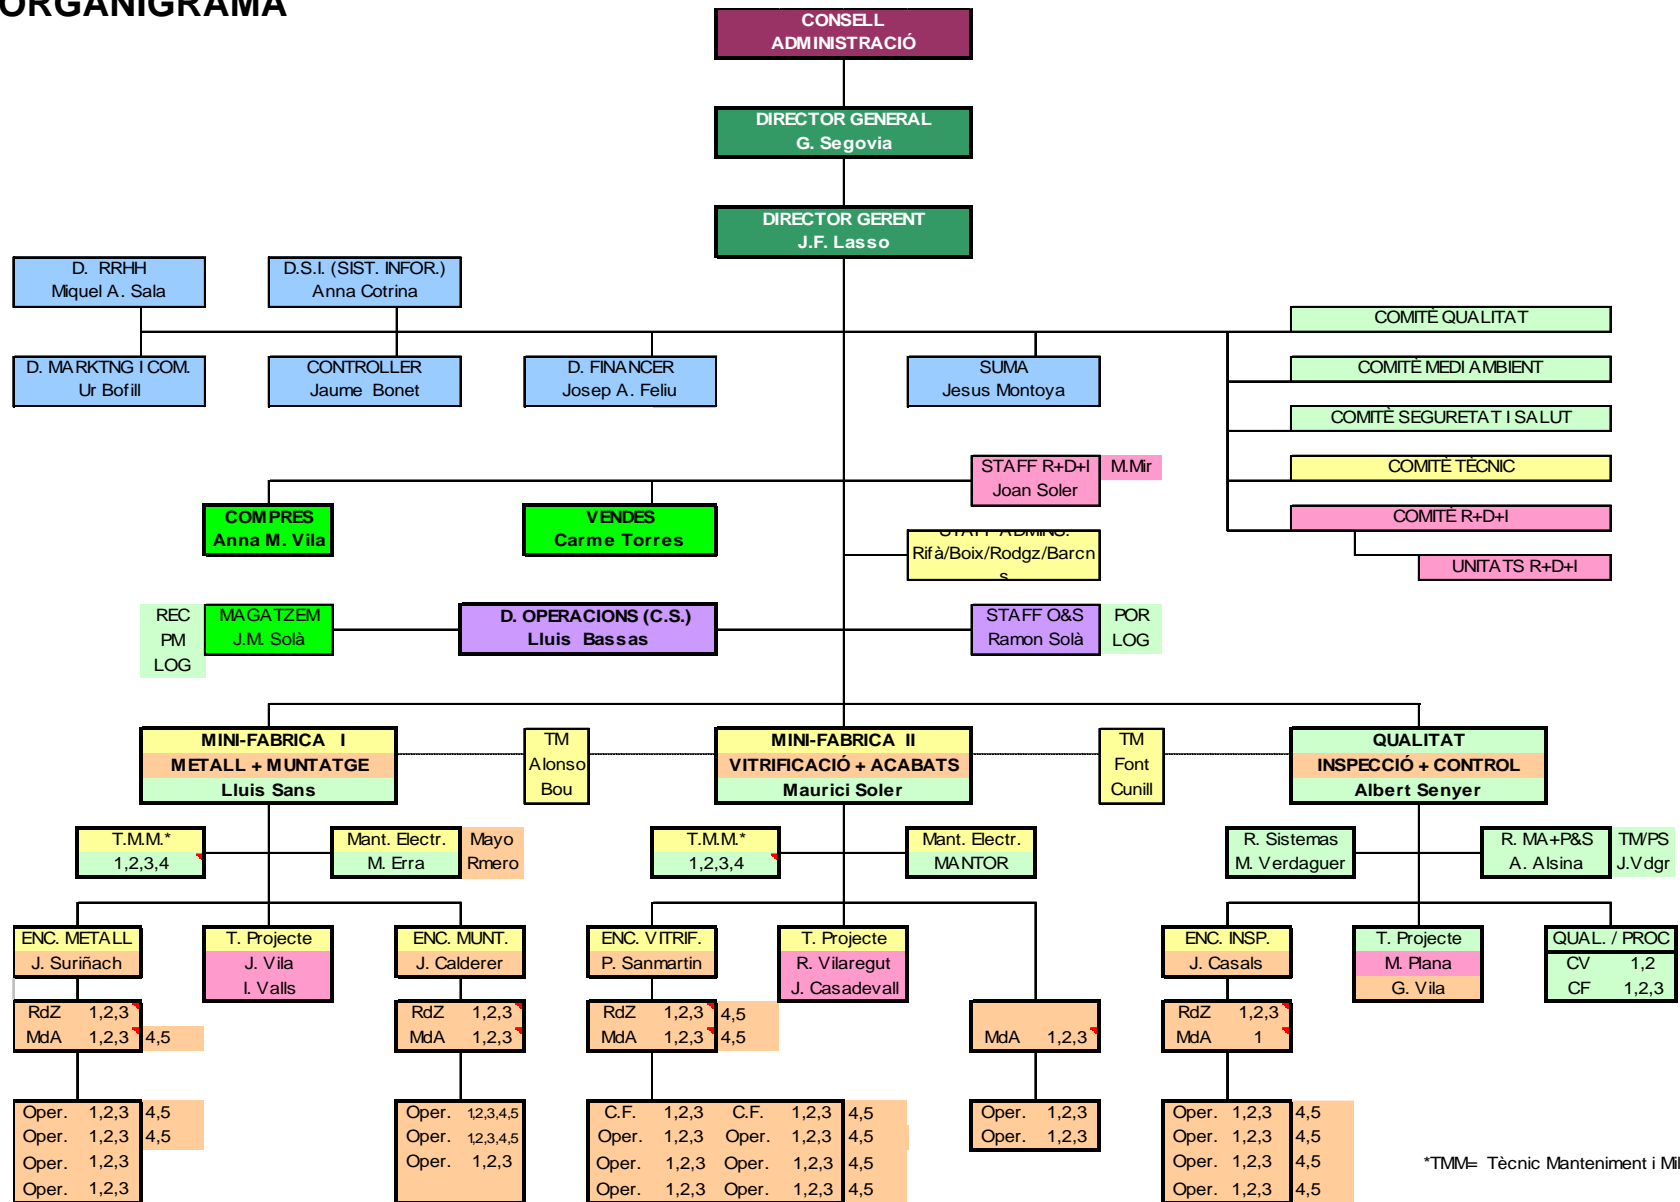 ORGANIGRAMA
CONSELL
ADMINISTRACIÓ
DIRECTOR GENERAL
G. Segovia
DIRECTOR GERENT
J.F. Lasso
D. RRHH
Miquel A. Sala
D.S.I. (SIST. INFOR.)
Anna Cotrina
D. MARKTNG I COM.
Ur Bofill
CONTROLLER
Jaume Bonet
D. FINANCER
Josep A. Feliu
SUMA
Jesus Montoya
COMITÈ QUALITAT
COMITÈ MEDI AMBIENT
COMITÈ SEGURETAT I SALUT
COMITÈ TÈCNIC
COMITÈ R+D+I
UNITATS R+D+I
STAFF R+D+I
Joan Soler
M.Mir
COMPRES
Anna M. Vila
VENDES
Carme Torres
STAFF ADMINS.
Rifà/Boix/Rodgz/Barcn
s
REC
PM
LOG
MAGATZEM
J.M. Solà
D. OPERACIONS (C.S.)
Lluis Bassas
STAFF O&S
Ramon Solà
POR
LOG
MINI-FABRICA I
METALL + MUNTATGE
Lluis Sans
TM
Alonso
Bou
MINI-FABRICA II
VITRIFICACIÓ + ACABATS
Maurici Soler
TM
Font
Cunill
QUALITAT
INSPECCIÓ + CONTROL
Albert Senyer
T.M.M.*
1,2,3,4
Mant. Electr.
M. Erra
Mayo
Rmero
T.M.M.*
1,2,3,4
Mant. Electr.
MANTOR
R. Sistemas
M. Verdaguer
R. MA+P&S
A. Alsina
TM/PS
J.Vdgr
ENC. METALL
J. Suriñach
T. Projecte
J. Vila
I. Valls
ENC. MUNT.
J. Calderer
ENC. VITRIF.
P. Sanmartin
T. Projecte
R. Vilaregut
J. Casadevall
ENC. INSP.
J. Casals
T. Projecte
M. Plana
G. Vila
QUAL. / PROC
CV 1,2
CF 1,2,3
RdZ 1,2,3
MdA 1,2,3 4,5
RdZ 1,2,3
MdA 1,2,3
RdZ 1,2,3 4,5
MdA 1,2,3 4,5
MdA 1,2,3
RdZ 1,2,3
MdA 1
Oper. 1,2,3 4,5
Oper. 1,2,3 4,5
Oper. 1,2,3
Oper. 1,2,3
Oper. 1,2,3,4,5
Oper. 1,2,3,4,5
Oper. 1,2,3
C.F. 1,2,3 C.F. 1,2,3 4,5
Oper. 1,2,3 Oper. 1,2,3 4,5
Oper. 1,2,3 Oper. 1,2,3 4,5
Oper. 1,2,3 Oper. 1,2,3 4,5
Oper. 1,2,3
Oper. 1,2,3
Oper. 1,2,3 4,5
Oper. 1,2,3 4,5
Oper. 1,2,3 4,5
Oper. 1,2,3 4,5
*TMM= Tècnic Manteniment i Mil